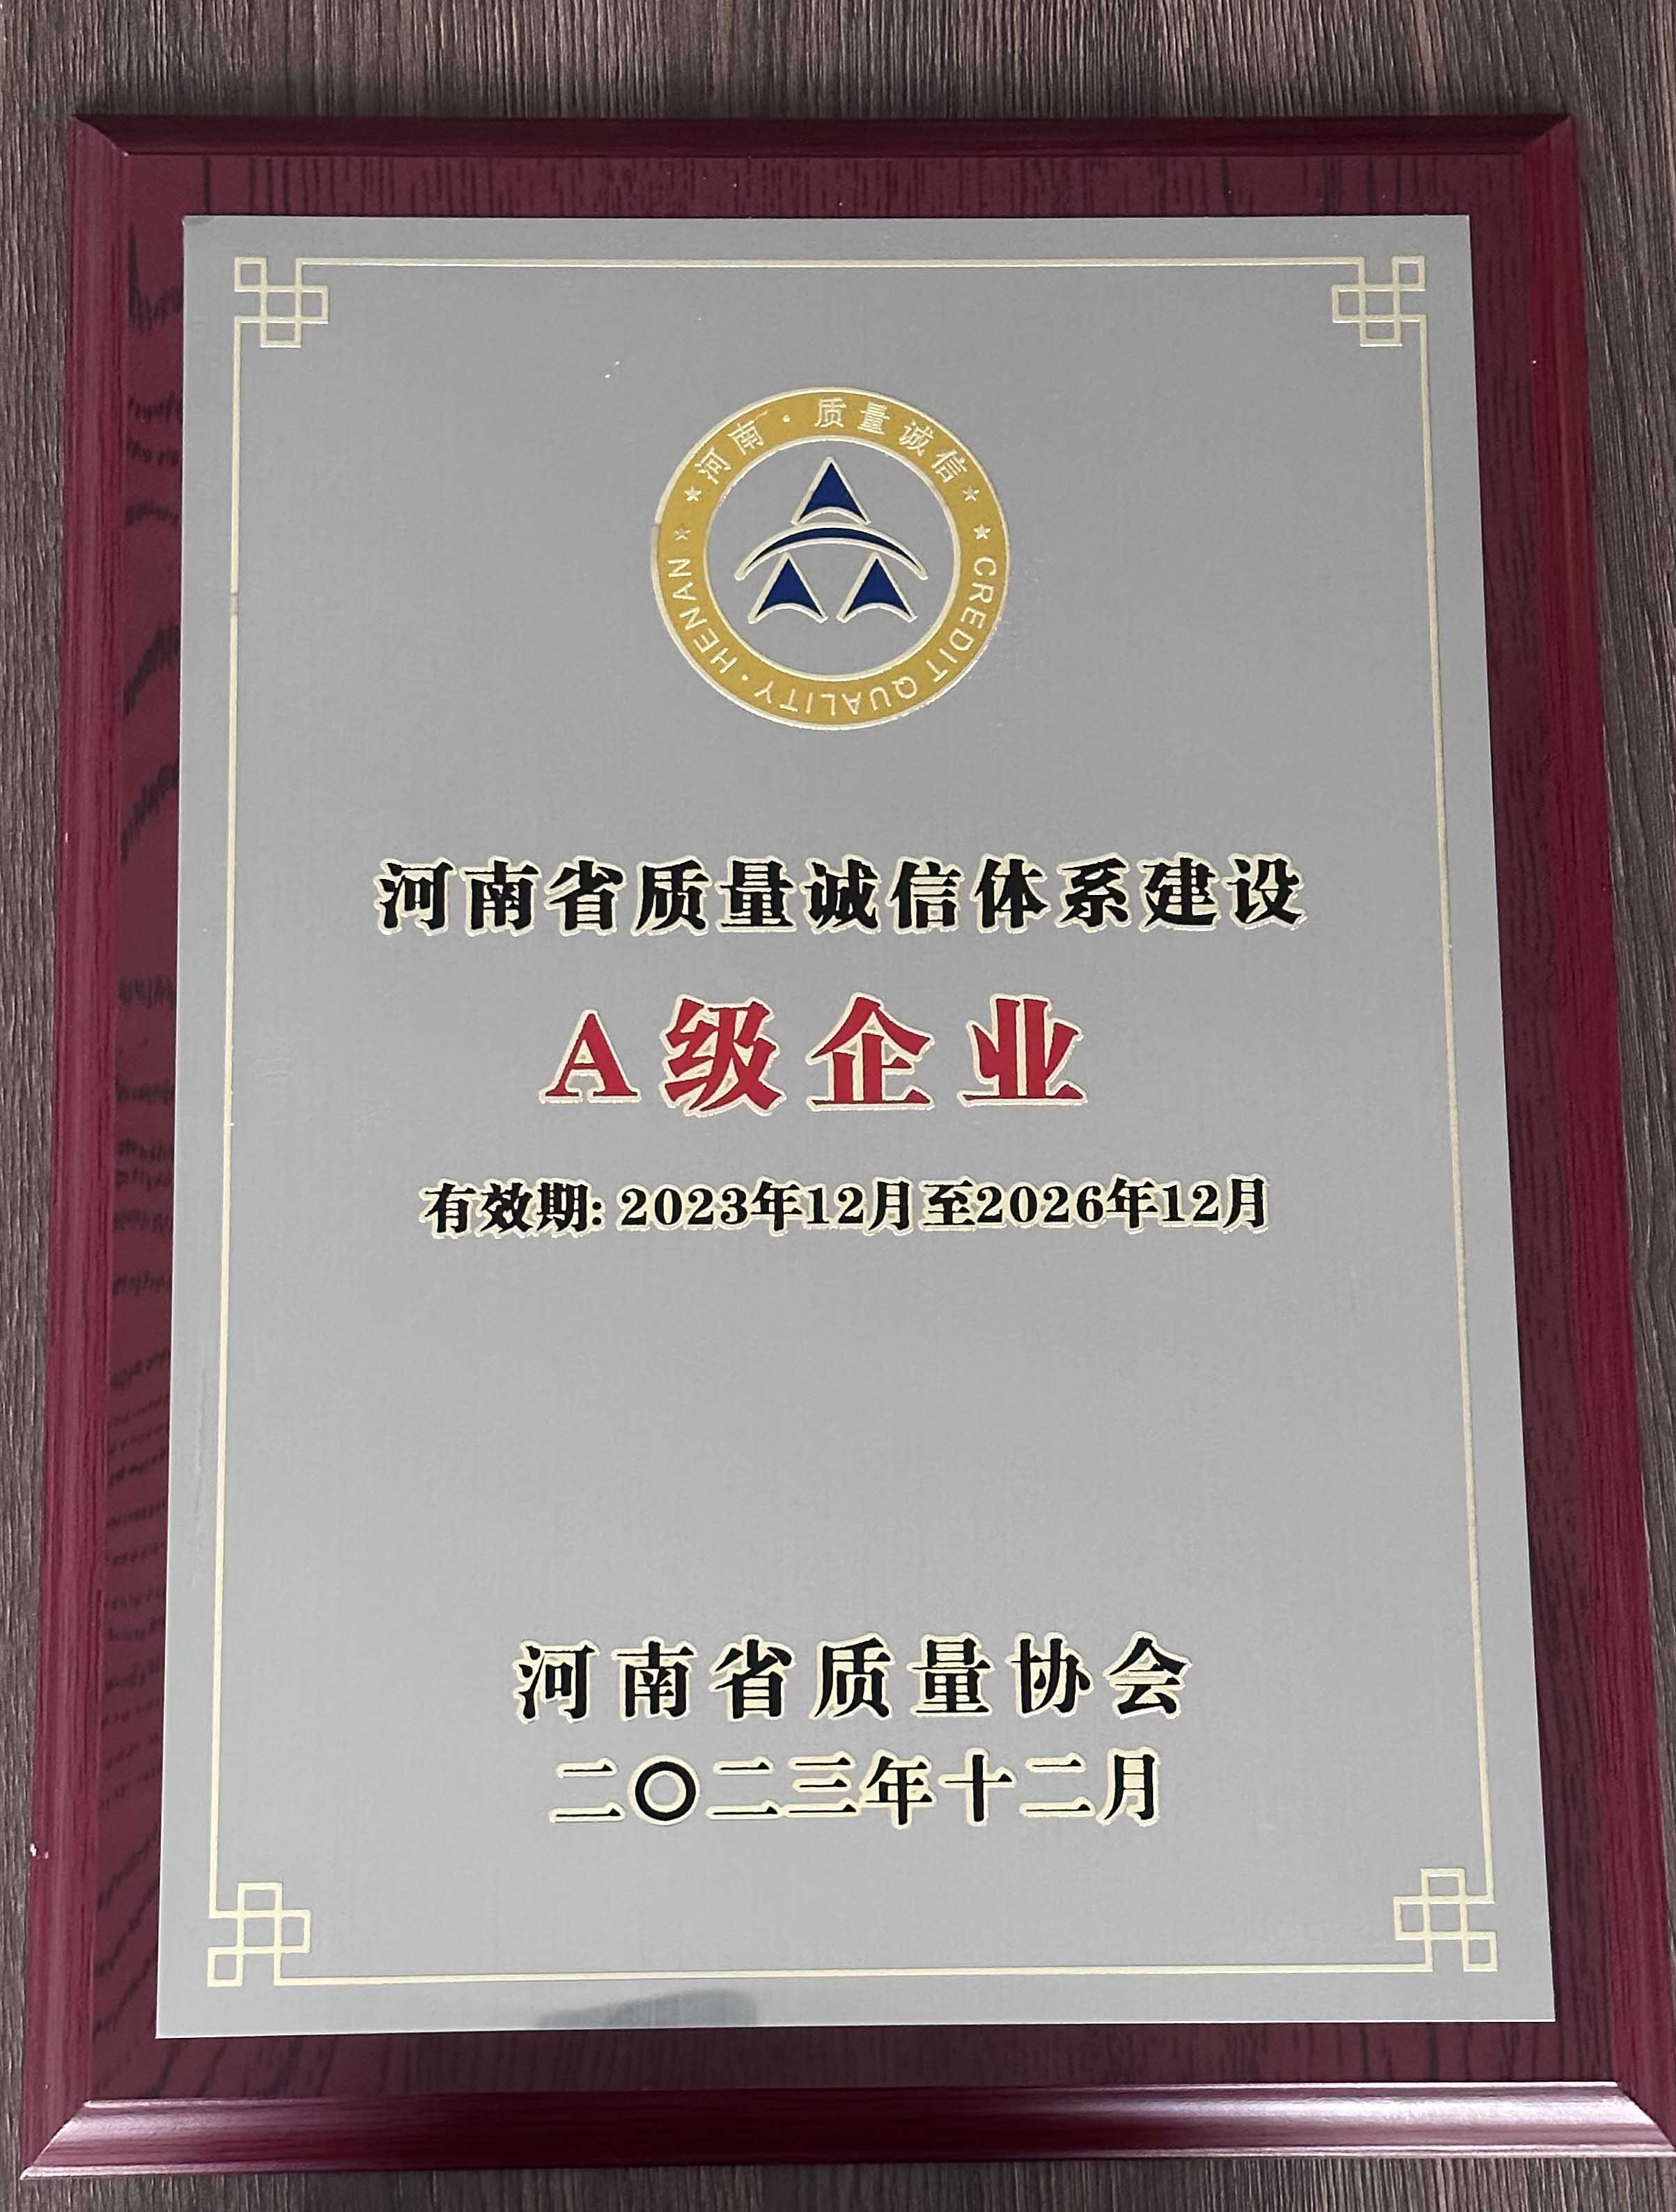 ★河南·质量诚信★
★CREDIT QUALITY·HENAN★
河南省质量诚信体系建设
A级企业
有效期: 2023年12月至2026年12月
河南省质量协会
二〇二三年十二月